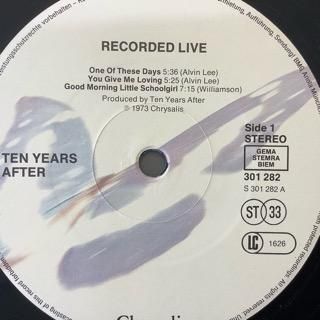 RECORDED LIVE
One Of These Days 5:36 (Alvin Lee)
You Give Me Loving 5:25 (Alvin Lee)
Good Morning Little Schoolgirl 7:15 (Williamson)
Produced by Ten Years After
℗ 1973 Chrysalis
TEN YEARS
AFTER
Side 1
STEREO
GEMA
STEMRA
BIEM
301 282
S 301 282 A
ST 33
LC 1626